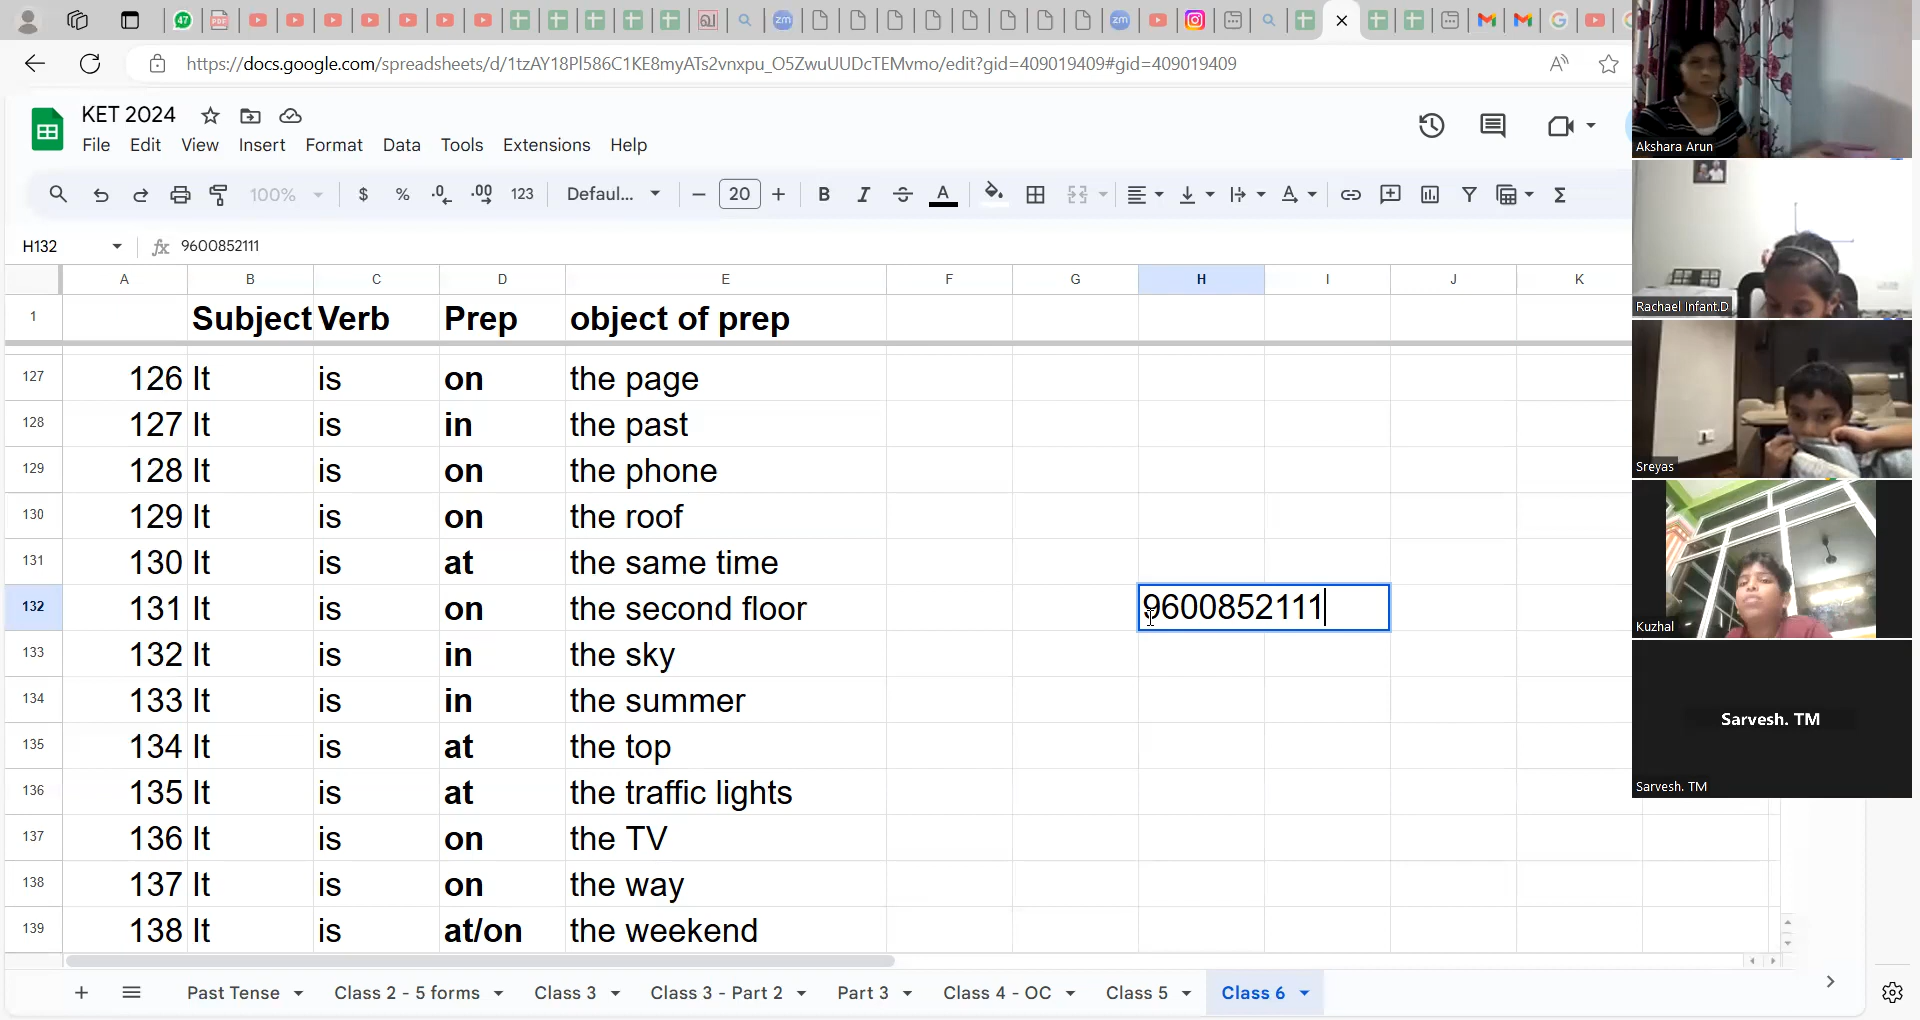 47
zm
zm
https://docs.google.com/spreadsheets/d/1tzAY18Pl586C1KE8myATs2vnxpu_O5ZwuUUDcTEMvmo/edit?gid=409019409#gid=409019409
KET 2024
File Edit View Insert Format Data Tools Extensions Help
100% $ % .0 .00 123 Defaul... 20 B I S A
H132 fx 9600852111
A B C D E F G H I J K
1 Subject Verb Prep object of prep
127 126 It is on the page
128 127 It is in the past
129 128 It is on the phone
130 129 It is on the roof
131 130 It is at the same time
132 131 It is on the second floor 9600852111
133 132 It is in the sky
134 133 It is in the summer
135 134 It is at the top
136 135 It is at the traffic lights
137 136 It is on the TV
138 137 It is on the way
139 138 It is at/on the weekend
Past Tense Class 2 - 5 forms Class 3 Class 3 - Part 2 Part 3 Class 4 - OC Class 5 Class 6
Akshara Arun
Rachael Infant.D
Sreyas
Kuzhal
Sarvesh. TM
Sarvesh. TM